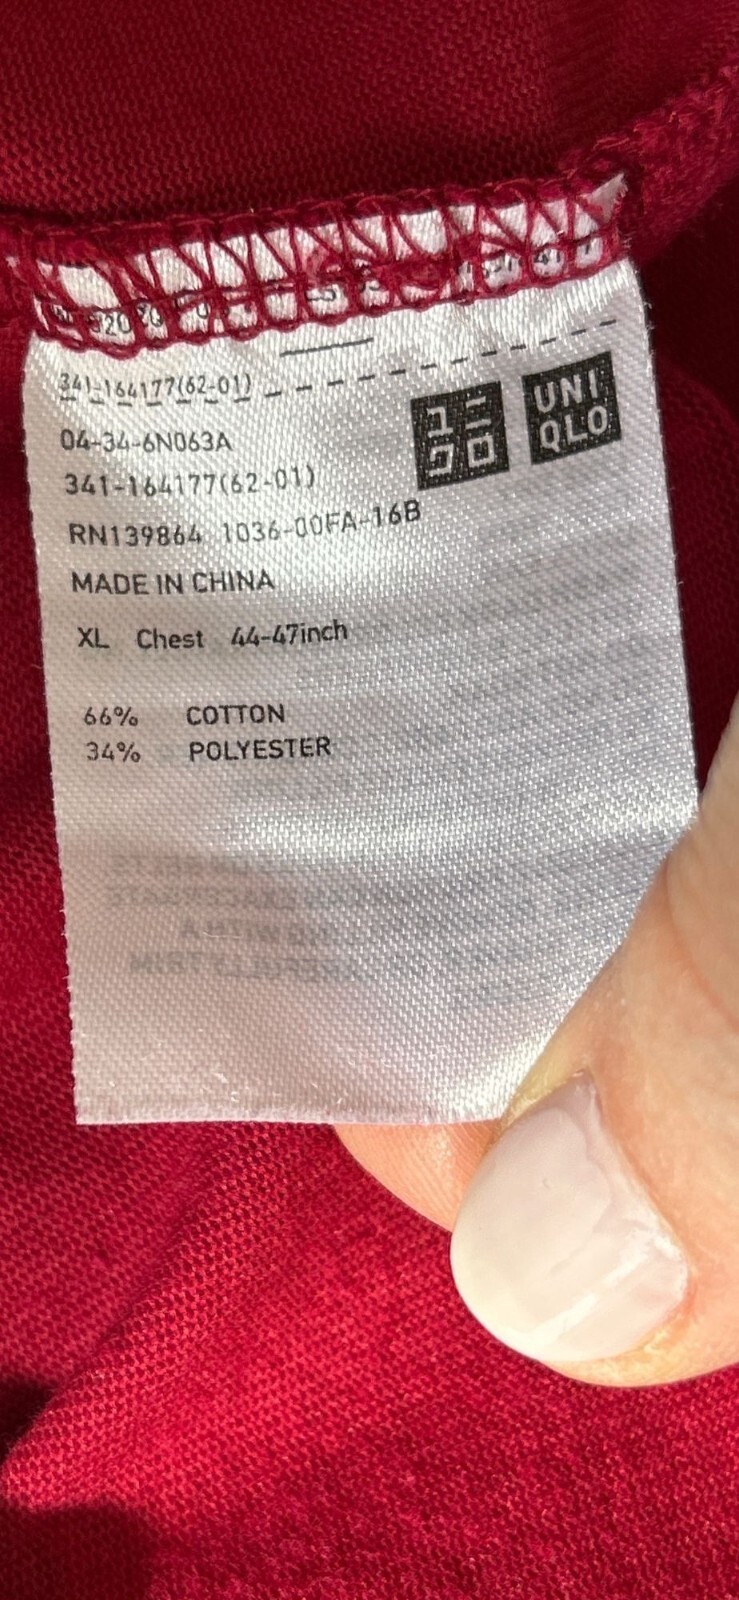 341-164177(62-01)
ユニ
クロ
UNI
QLO
04-34-6N063A
341-164177(62-01)
RN139864 1036-00FA-16B
MADE IN CHINA
XL Chest 44-47inch
66% COTTON
34% POLYESTER